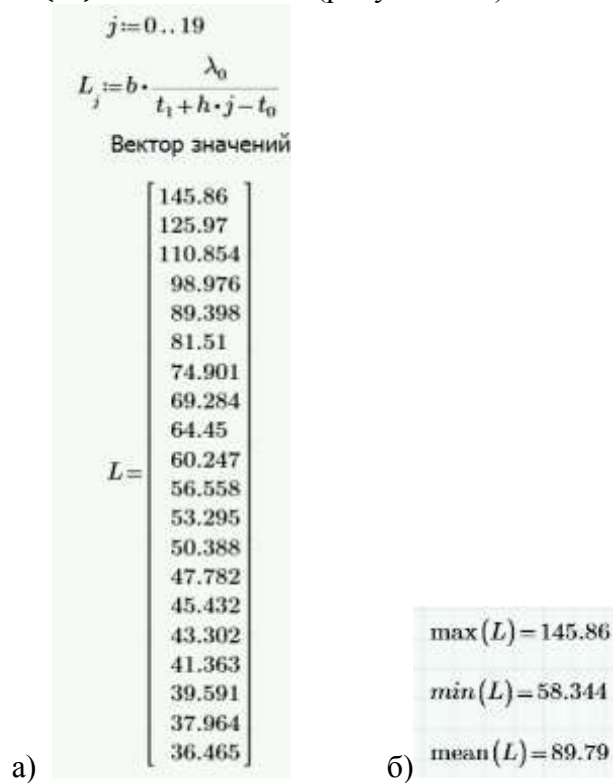 j:=0..19
L_j:=b•λ_0/(t_1+h•j−t_0)
Вектор значений
L=
145.86
125.97
110.854
98.976
89.398
81.51
74.901
69.284
64.45
60.247
56.558
53.295
50.388
47.782
45.432
43.302
41.363
39.591
37.964
36.465
а)
max(L)=145.86
min(L)=58.344
mean(L)=89.79
б)